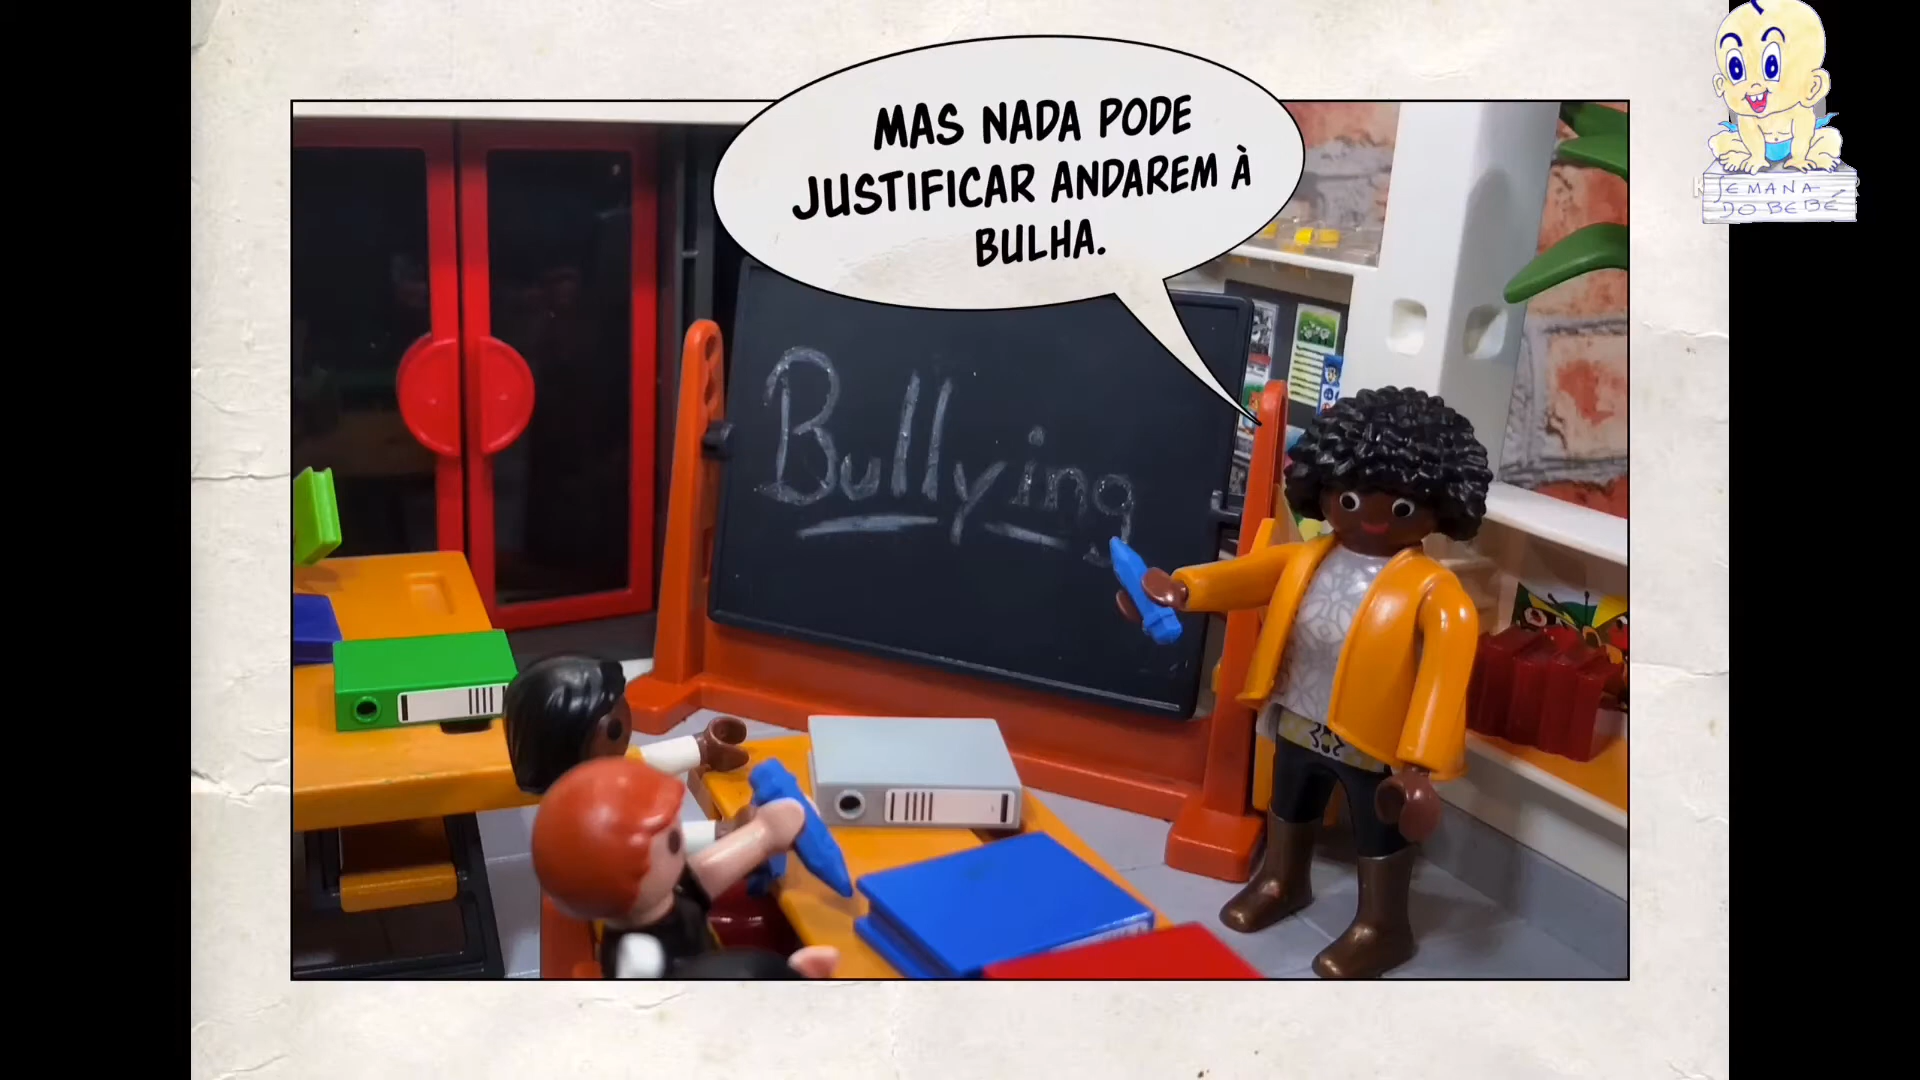 MAS NADA PODE
JUSTIFICAR ANDAREM À
BULHA.
Bullying
SEMANA
DO BEBÉ